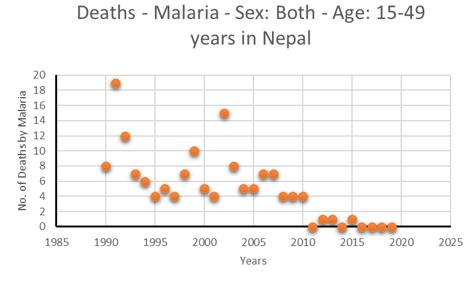 Deaths - Malaria - Sex: Both - Age: 15-49
years in Nepal
20
18
16
14
12
10
8
6
4
2
0
No. of Deaths by Malaria
1985 1990 1995 2000 2005 2010 2015 2020 2025
Years